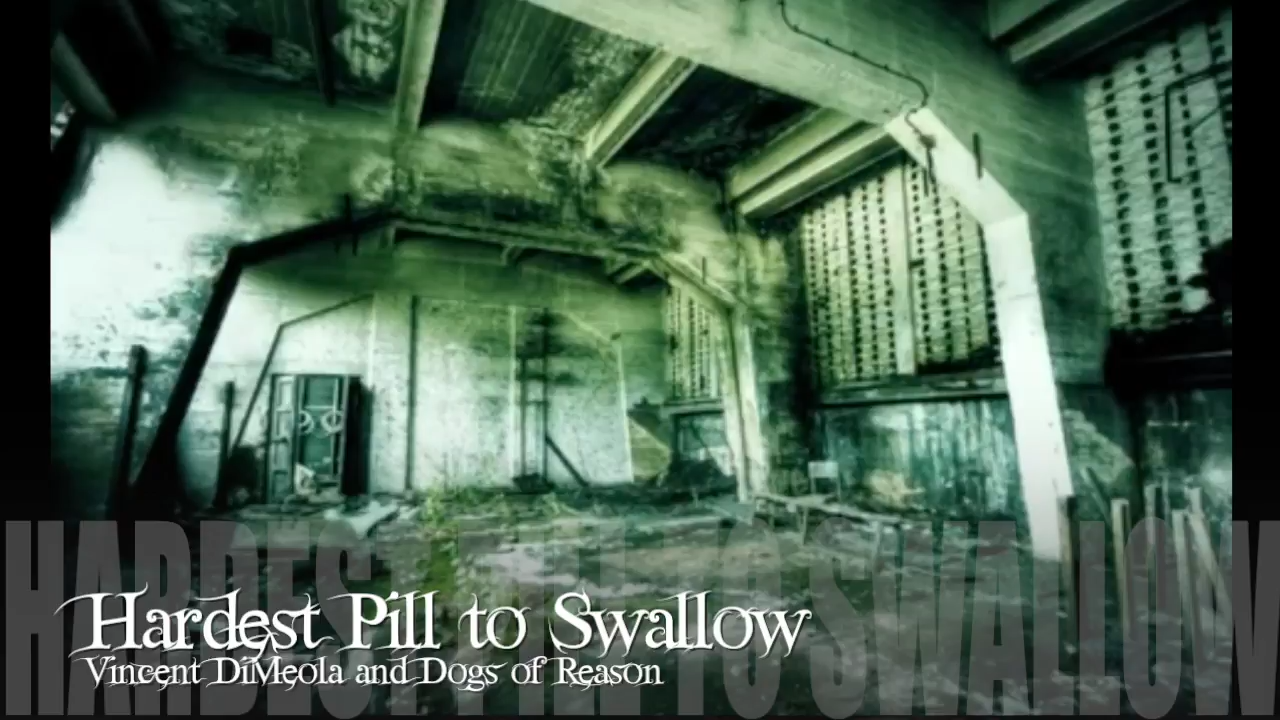 HARDEST PILL TO SWALLOW
Hardest Pill to Swallow
Vincent DiMeola and Dogs of Reason